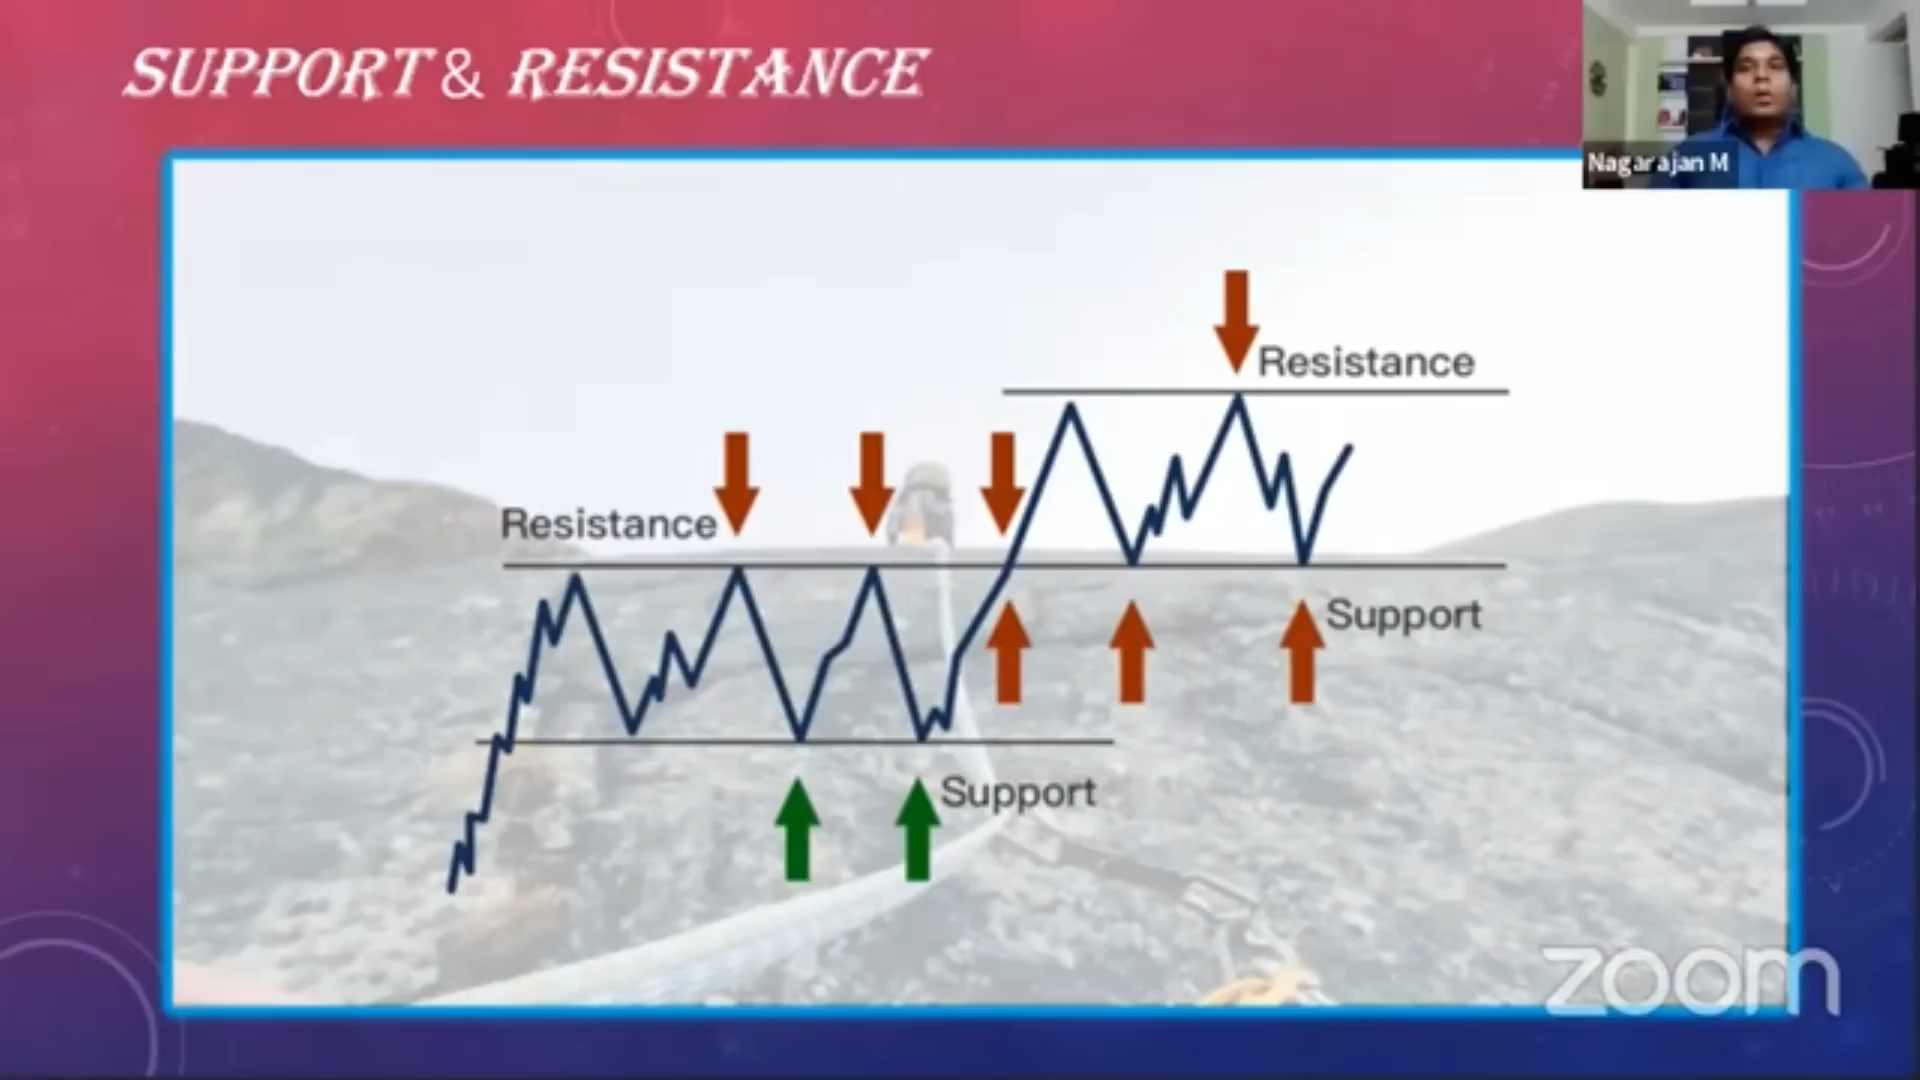 SUPPORT & RESISTANCE
Nagarajan M
Resistance
Resistance
Support
Support
zoom